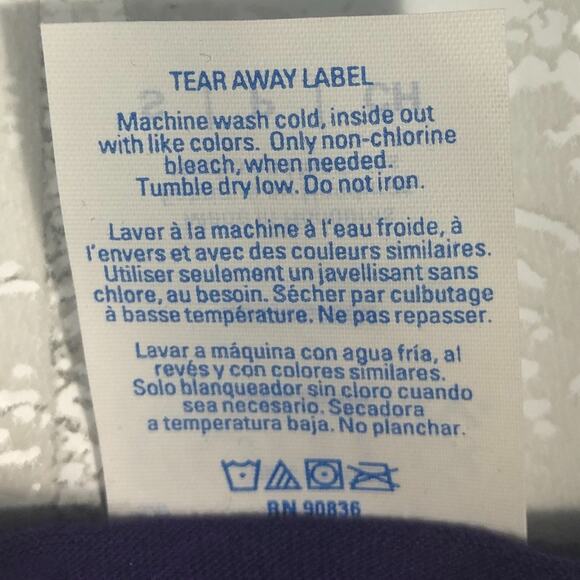 TEAR AWAY LABEL
Machine wash cold, inside out
with like colors. Only non-chlorine
bleach, when needed.
Tumble dry low. Do not iron.
Laver à la machine à l'eau froide, à
l'envers et avec des couleurs similaires.
Utiliser seulement un javellisant sans
chlore, au besoin. Sécher par culbutage
à basse température. Ne pas repasser.
Lavar a máquina con agua fría, al
revés y con colores similares.
Solo blanqueador sin cloro cuando
sea necesario. Secadora
a temperatura baja. No planchar.
RN 90836